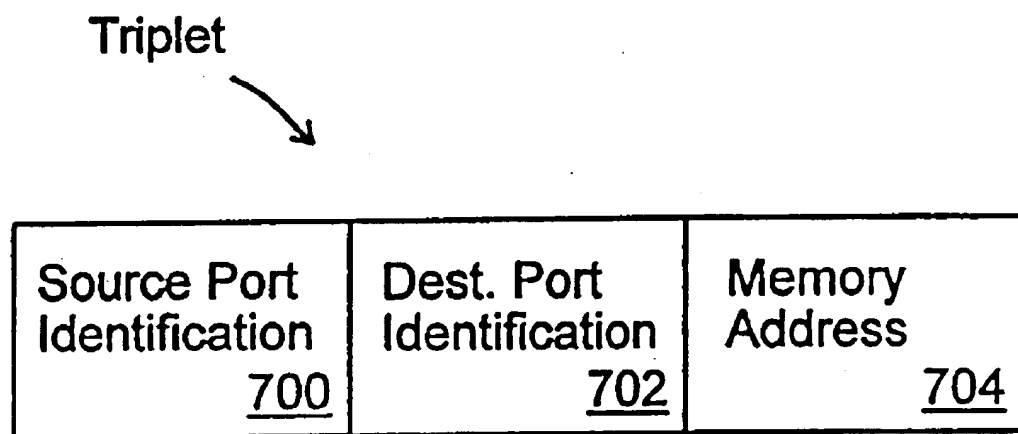 Triplet
Source Port
Identification
700
Dest. Port
Identification
702
Memory
Address
704